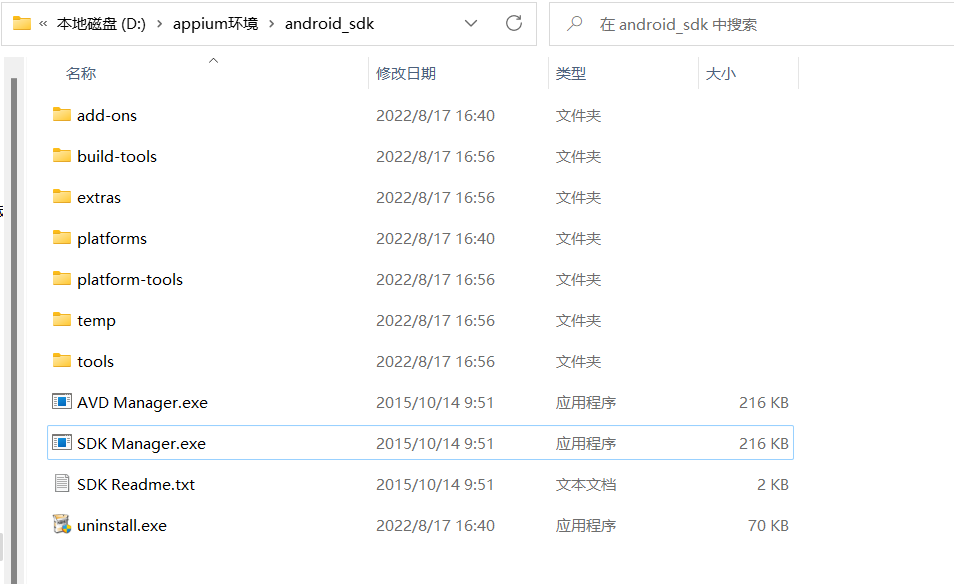 « 本地磁盘 (D:) › appium环境 › android_sdk 在 android_sdk 中搜索
名称 修改日期 类型 大小
add-ons 2022/8/17 16:40 文件夹
build-tools 2022/8/17 16:56 文件夹
extras 2022/8/17 16:56 文件夹
platforms 2022/8/17 16:40 文件夹
platform-tools 2022/8/17 16:56 文件夹
temp 2022/8/17 16:56 文件夹
tools 2022/8/17 16:56 文件夹
AVD Manager.exe 2015/10/14 9:51 应用程序 216 KB
SDK Manager.exe 2015/10/14 9:51 应用程序 216 KB
SDK Readme.txt 2015/10/14 9:51 文本文档 2 KB
uninstall.exe 2022/8/17 16:40 应用程序 70 KB